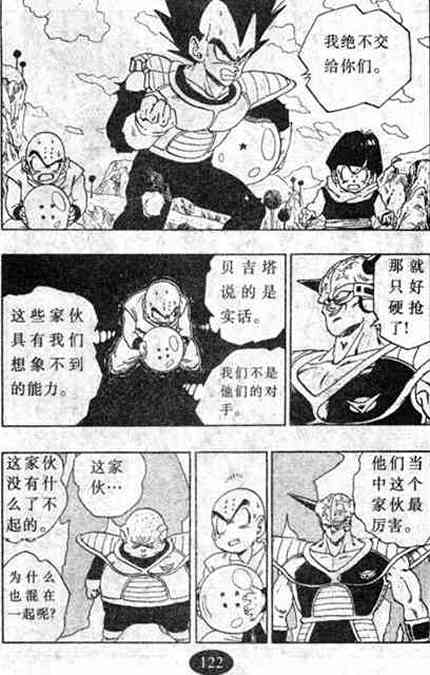 我绝不交
给你们。
那就
只好
硬抢
了!
贝吉塔
说的是
实话。
我们不是
他们的对
手。
这些家伙
具有我们
想象不到
的能力。
他们当
中这个
家伙最
厉害。
这家
伙…
这家伙
没有什
么了不
起的。
为什么
也混在
一起呢?
122